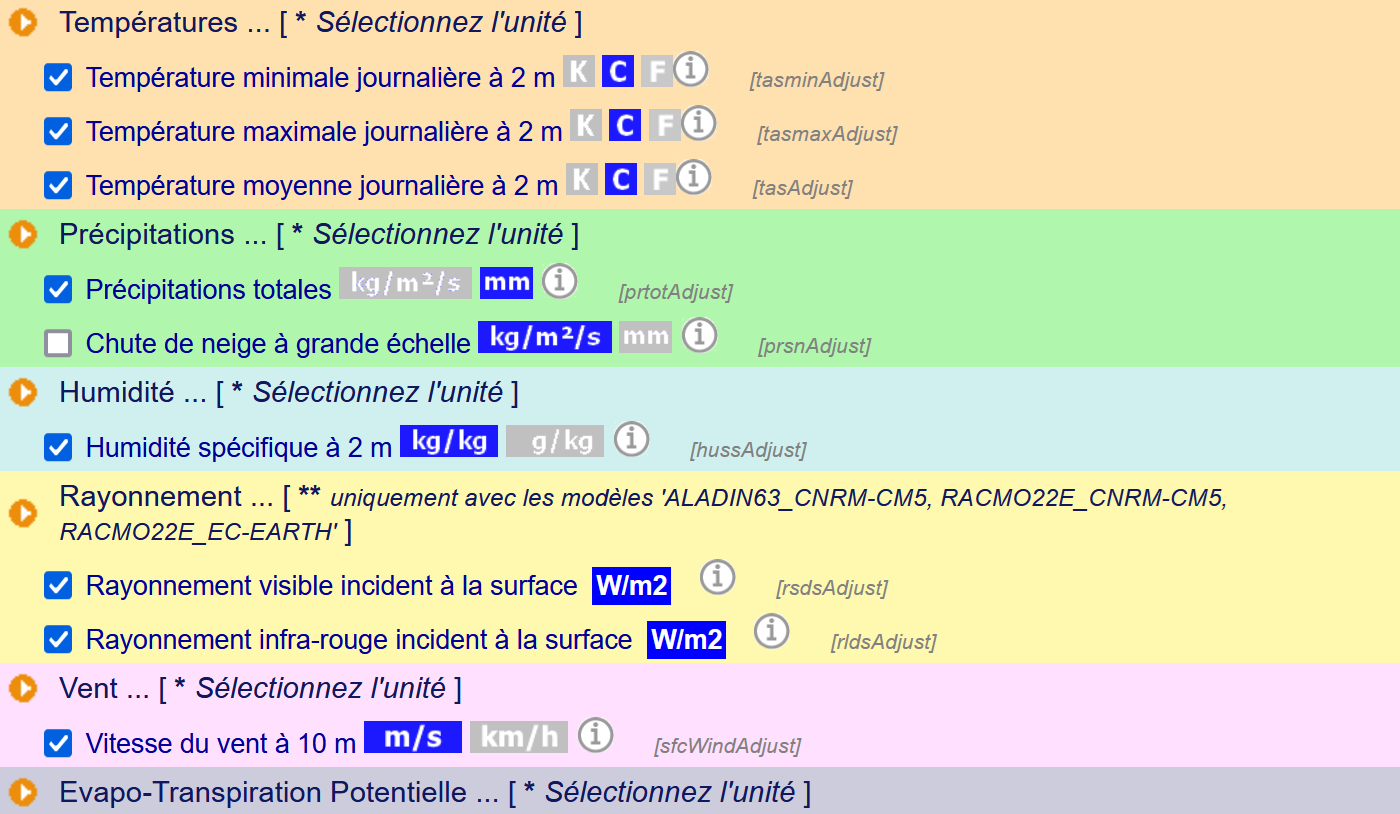 Températures ... [ * Sélectionnez l'unité ]
Température minimale journalière à 2 m K C F i [tasminAdjust]
Température maximale journalière à 2 m K C F i [tasmaxAdjust]
Température moyenne journalière à 2 m K C F i [tasAdjust]
Précipitations ... [ * Sélectionnez l'unité ]
Précipitations totales kg/m²/s mm i [prtotAdjust]
Chute de neige à grande échelle kg/m²/s mm i [prsnAdjust]
Humidité ... [ * Sélectionnez l'unité ]
Humidité spécifique à 2 m kg/kg g/kg i [hussAdjust]
Rayonnement ... [ ** uniquement avec les modèles 'ALADIN63_CNRM-CM5, RACMO22E_CNRM-CM5,
RACMO22E_EC-EARTH' ]
Rayonnement visible incident à la surface W/m2 i [rsdsAdjust]
Rayonnement infra-rouge incident à la surface W/m2 i [rldsAdjust]
Vent ... [ * Sélectionnez l'unité ]
Vitesse du vent à 10 m m/s km/h i [sfcWindAdjust]
Evapo-Transpiration Potentielle ... [ * Sélectionnez l'unité ]